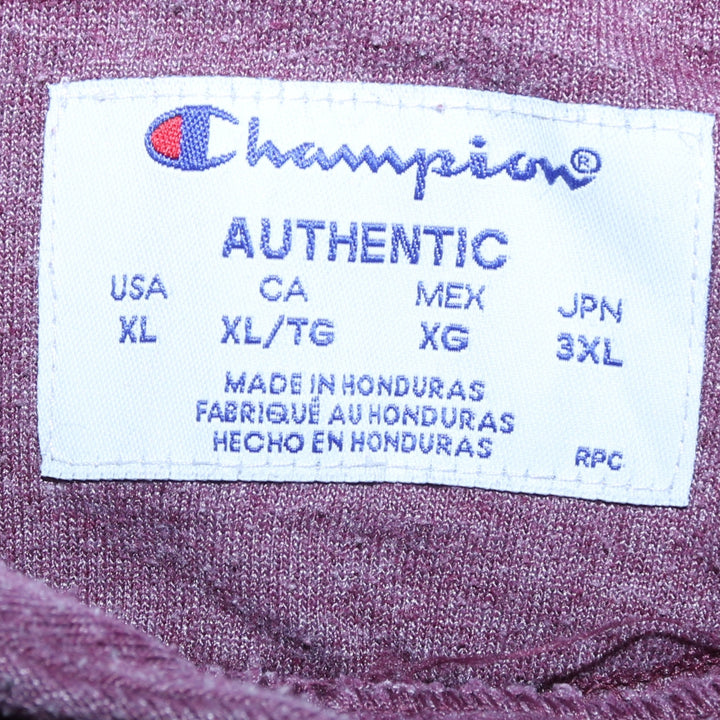 Champion®
AUTHENTIC
USA CA MEX JPN
XL XL/TG XG 3XL
MADE IN HONDURAS
FABRIQUÉ AU HONDURAS
HECHO EN HONDURAS
RPC